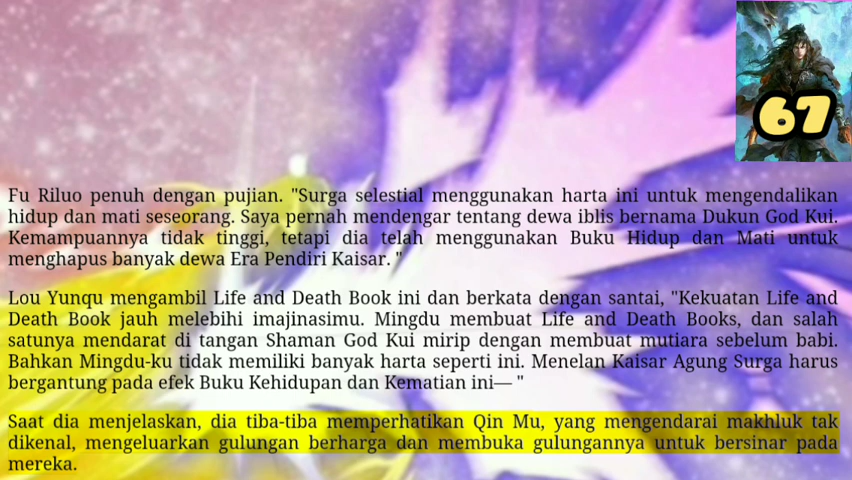 67
Fu Riluo penuh dengan pujian. "Surga selestial menggunakan harta ini untuk mengendalikan
hidup dan mati seseorang. Saya pernah mendengar tentang dewa iblis bernama Dukun God Kui.
Kemampuannya tidak tinggi, tetapi dia telah menggunakan Buku Hidup dan Mati untuk
menghapus banyak dewa Era Pendiri Kaisar. "
Lou Yunqu mengambil Life and Death Book ini dan berkata dengan santai, "Kekuatan Life and
Death Book jauh melebihi imajinasimu. Mingdu membuat Life and Death Books, dan salah
satunya mendarat di tangan Shaman God Kui mirip dengan membuat mutiara sebelum babi.
Bahkan Mingdu-ku tidak memiliki banyak harta seperti ini. Menelan Kaisar Agung Surga harus
bergantung pada efek Buku Kehidupan dan Kematian ini— "
Saat dia menjelaskan, dia tiba-tiba memperhatikan Qin Mu, yang mengendarai makhluk tak
dikenal, mengeluarkan gulungan berharga dan membuka gulungannya untuk bersinar pada
mereka.